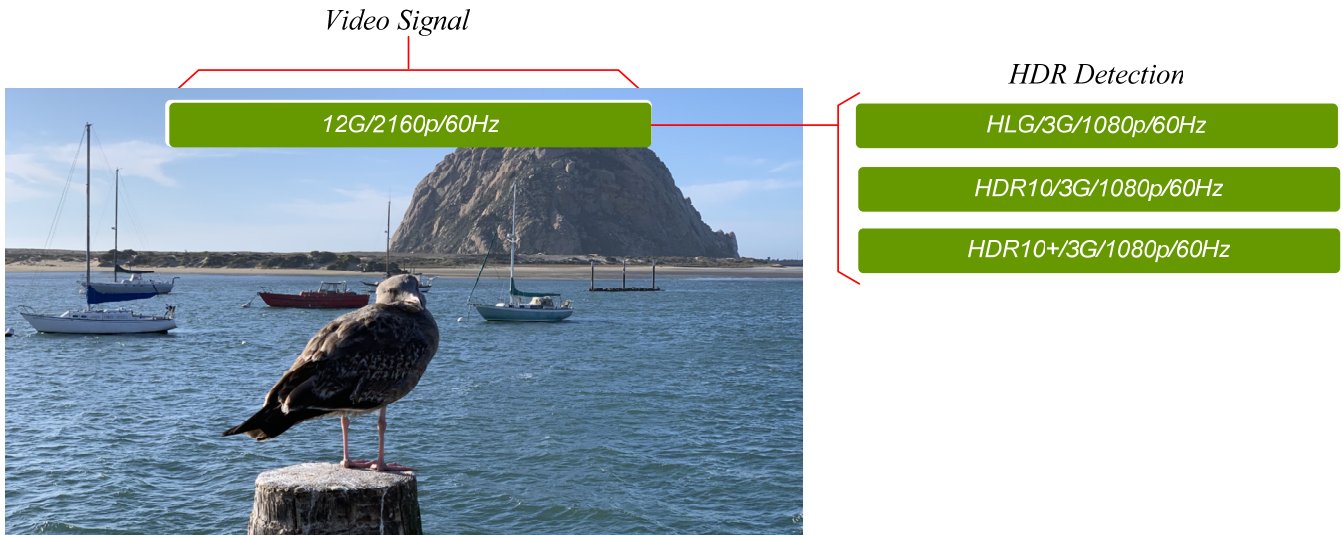 Video Signal
HDR Detection
12G/2160p/60Hz
HLG/3G/1080p/60Hz
HDR10/3G/1080p/60Hz
HDR10+/3G/1080p/60Hz